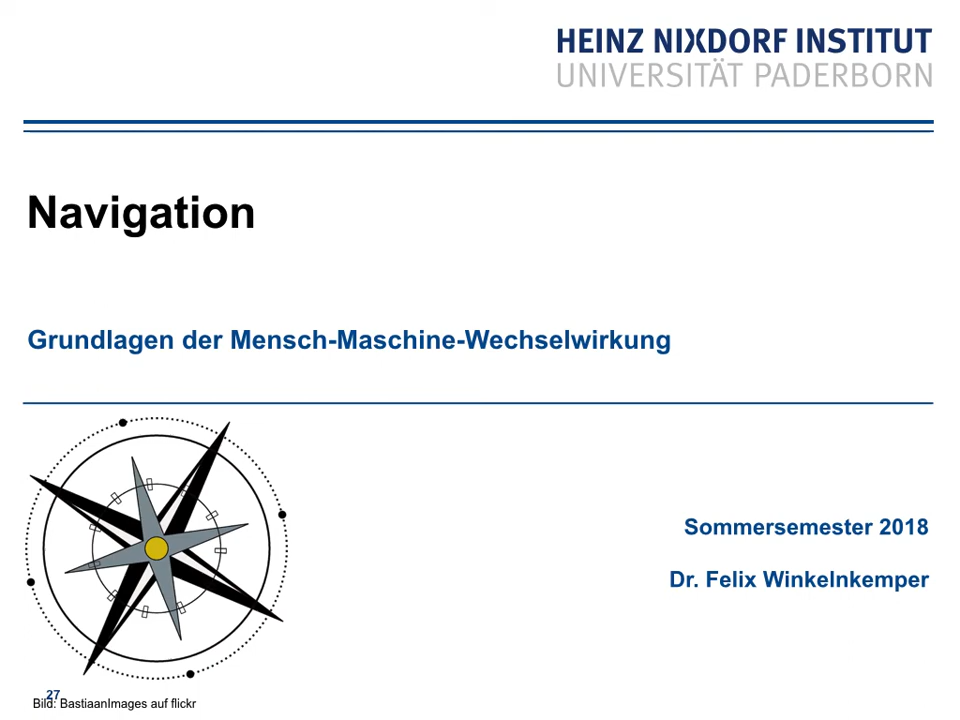 HEINZ NIXDORF INSTITUT
UNIVERSITÄT PADERBORN
Navigation
Grundlagen der Mensch-Maschine-Wechselwirkung
Sommersemester 2018
Dr. Felix Winkelnkemper
27
Bild: BastiaanImages auf flickr